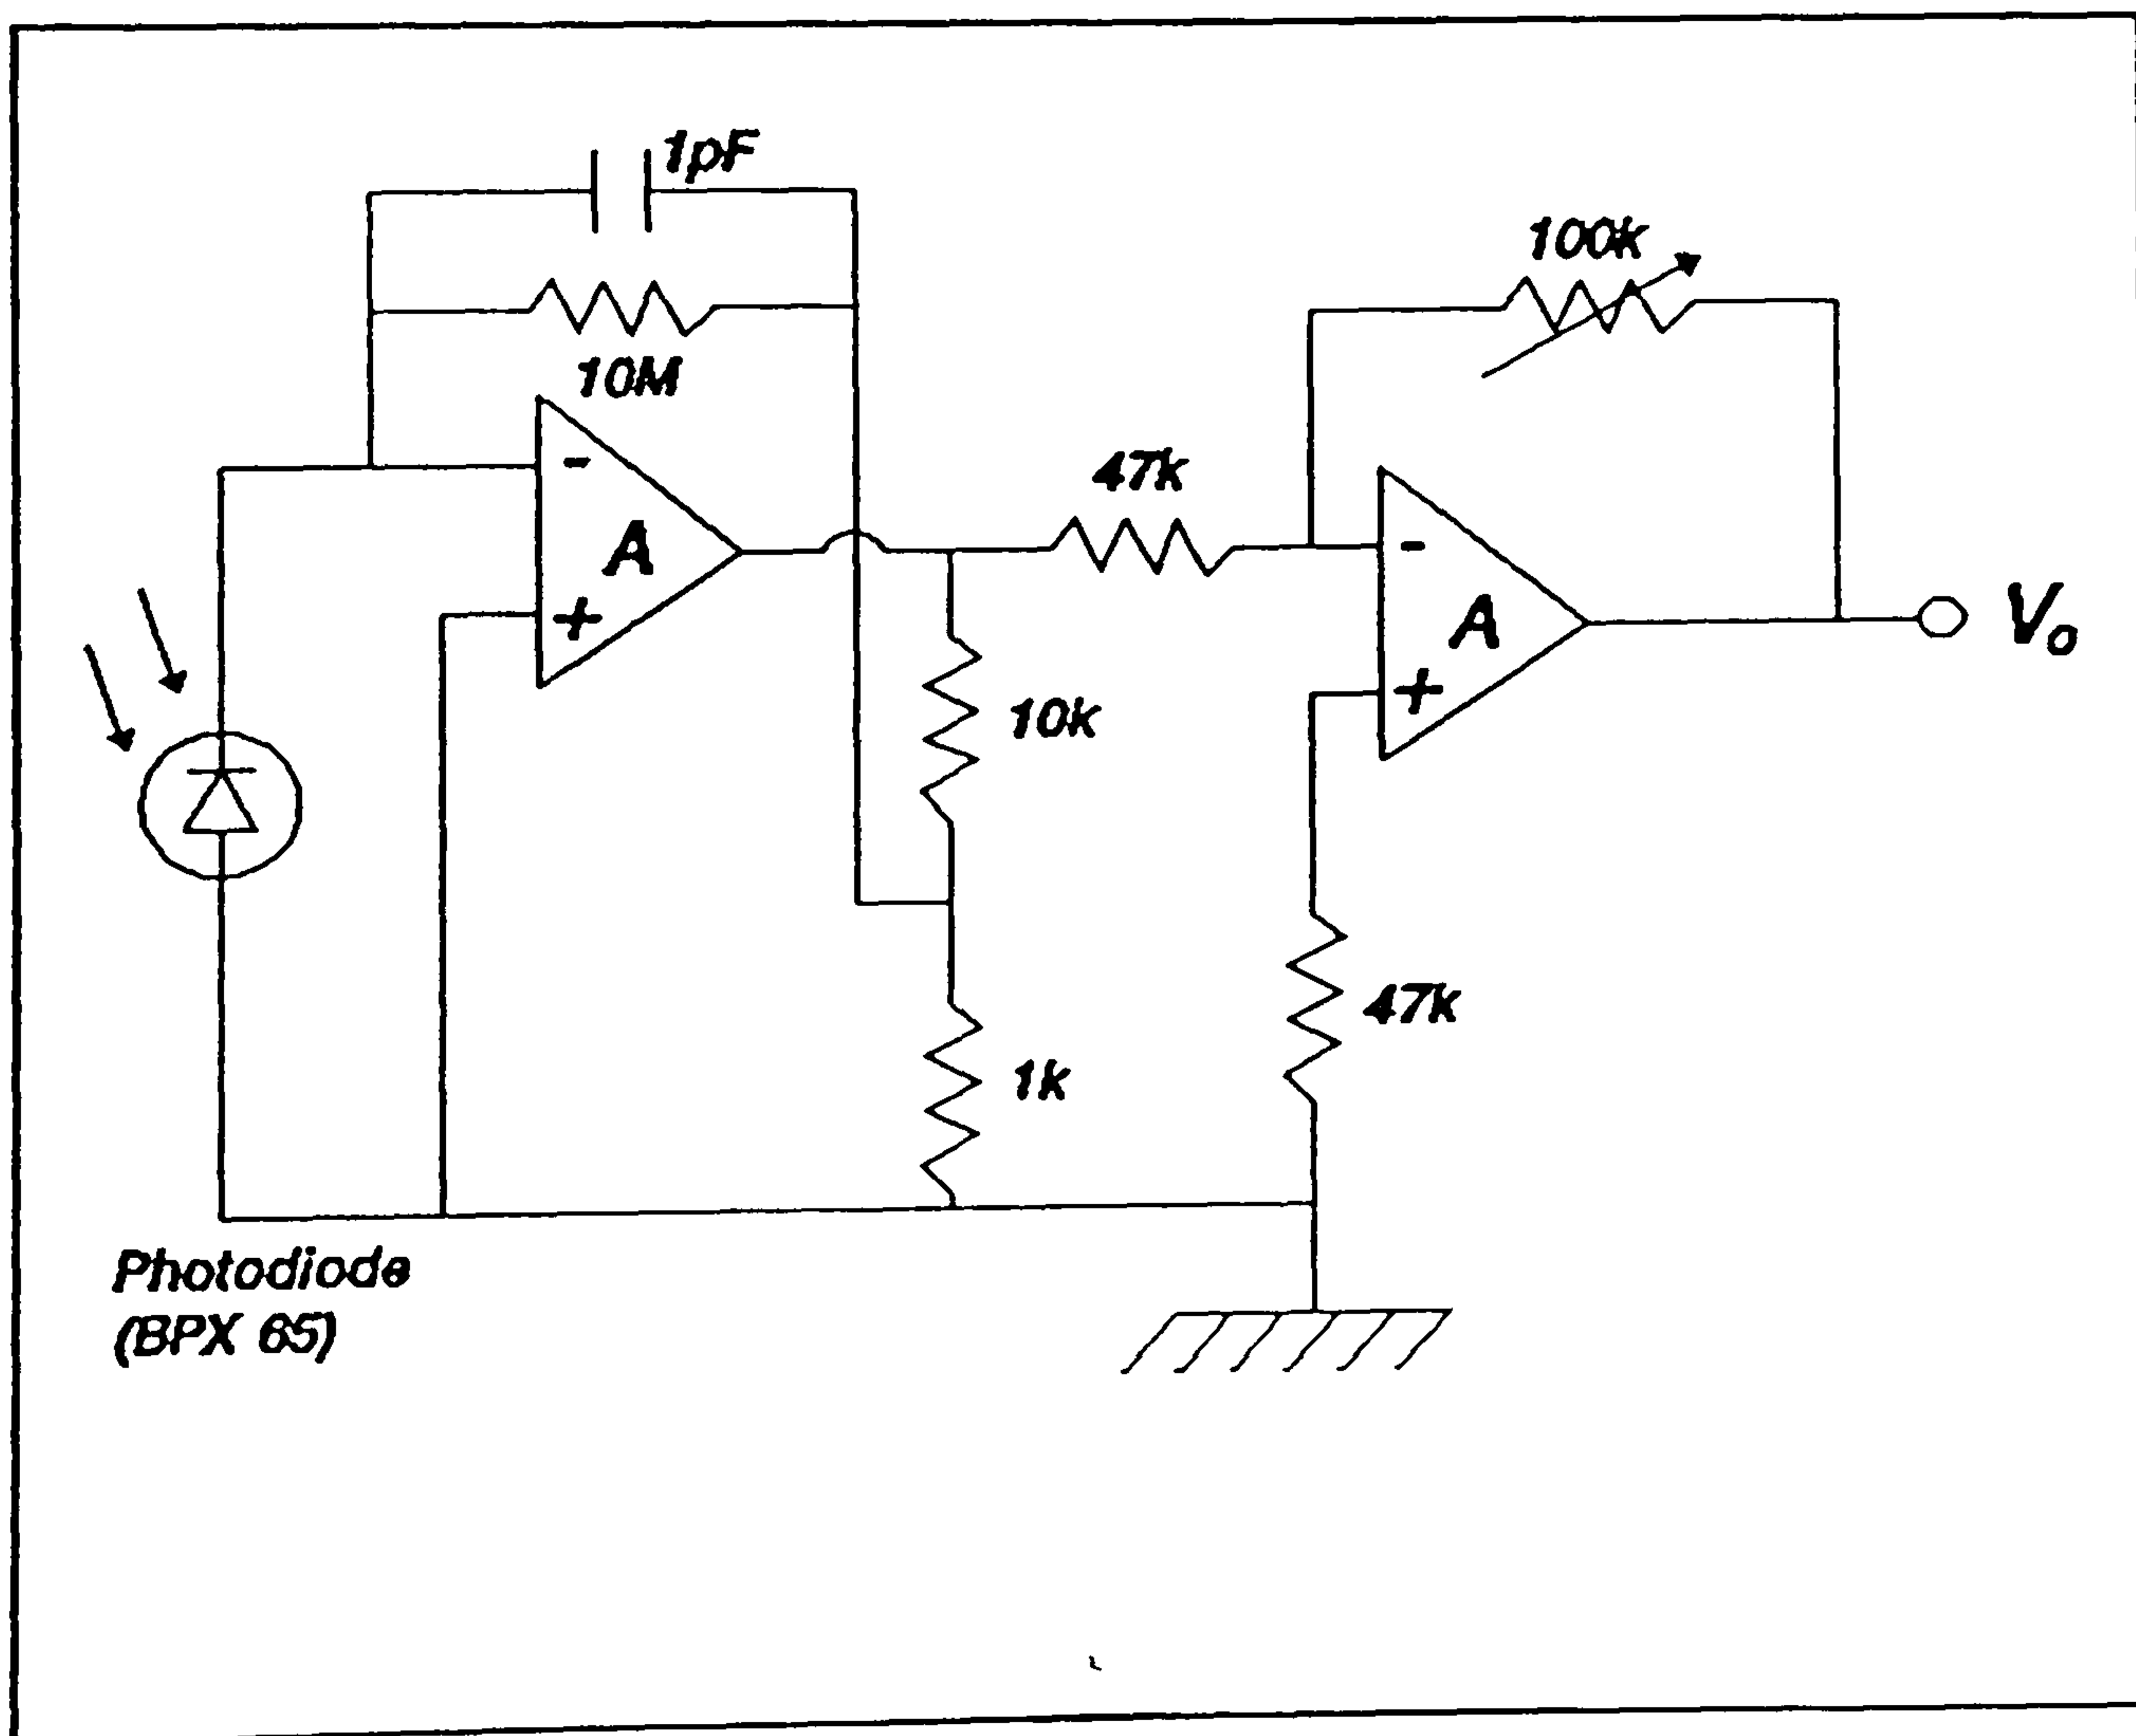 1pF
100k
10M
47k
-
A
+
-
A
+
Vo
10k
47k
1k
Photodiode
(BPX 65)